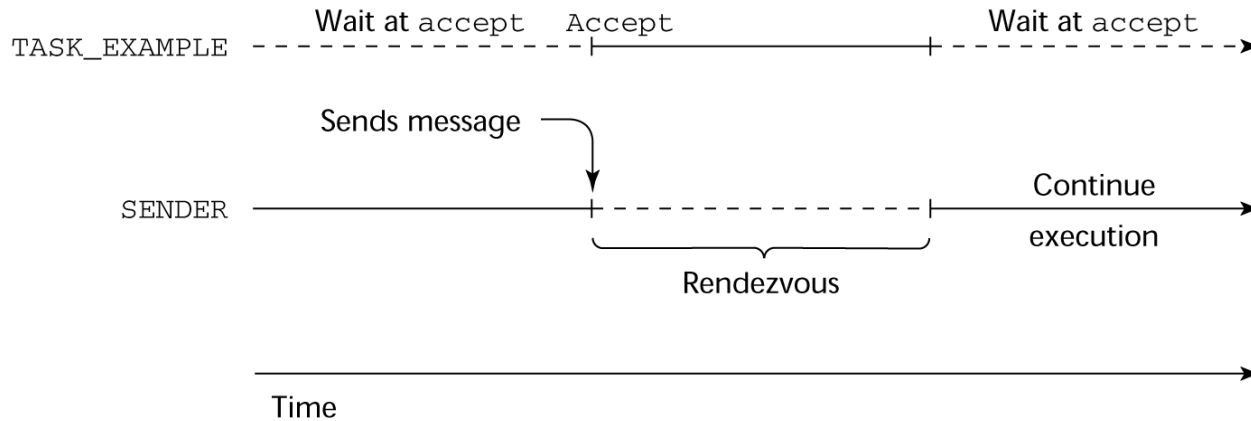 Wait at accept Accept Wait at accept
TASK_EXAMPLE
Sends message
SENDER
Continue
execution
Rendezvous
Time